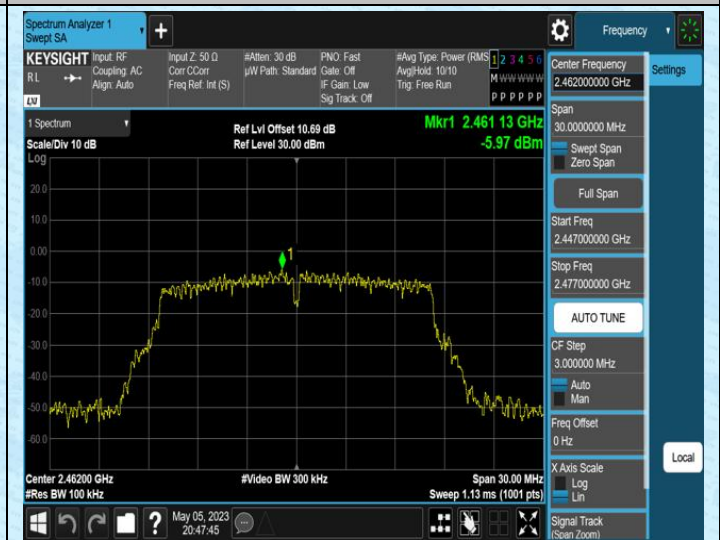 Spectrum Analyzer 1
Swept SA
+
Frequency
KEYSIGHT
RL
LXI
Input: RF
Coupling: AC
Align: Auto
Input Z: 50 Ω
Corr CCorr
Freq Ref: Int (S)
#Atten: 30 dB
µW Path: Standard
PNO: Fast
Gate: Off
IF Gain: Low
Sig Track: Off
#Avg Type: Power (RMS
Avg|Hold: 10/10
Trig: Free Run
1 2 3 4 5 6
M W W W W W
P P P P P P
Center Frequency
2.462000000 GHz
Settings
Span
30.0000000 MHz
Swept Span
Zero Span
Full Span
Start Freq
2.447000000 GHz
Stop Freq
2.477000000 GHz
AUTO TUNE
CF Step
3.000000 MHz
Auto
Man
Freq Offset
0 Hz
X Axis Scale
Log
Lin
Signal Track
(Span Zoom)
Local
1 Spectrum
Scale/Div 10 dB
Log
Ref Lvl Offset 10.69 dB
Ref Level 30.00 dBm
Mkr1 2.461 13 GHz
-5.97 dBm
20.0
10.0
0.00
-10.0
-20.0
-30.0
-40.0
-50.0
-60.0
1
Center 2.46200 GHz
#Res BW 100 kHz
#Video BW 300 kHz
Span 30.00 MHz
Sweep 1.13 ms (1001 pts)
?
May 05, 2023
20:47:45